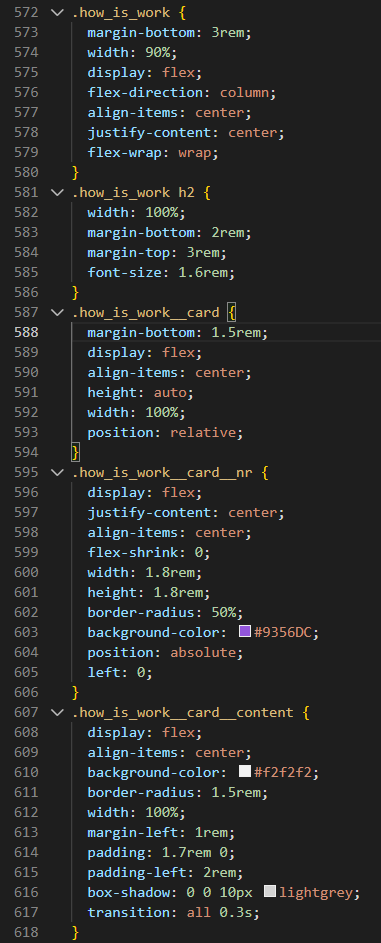 572 .how_is_work {
573 margin-bottom: 3rem;
574 width: 90%;
575 display: flex;
576 flex-direction: column;
577 align-items: center;
578 justify-content: center;
579 flex-wrap: wrap;
580 }
581 .how_is_work h2 {
582 width: 100%;
583 margin-bottom: 2rem;
584 margin-top: 3rem;
585 font-size: 1.6rem;
586 }
587 .how_is_work__card {
588 margin-bottom: 1.5rem;
589 display: flex;
590 align-items: center;
591 height: auto;
592 width: 100%;
593 position: relative;
594 }
595 .how_is_work__card__nr {
596 display: flex;
597 justify-content: center;
598 align-items: center;
599 flex-shrink: 0;
600 width: 1.8rem;
601 height: 1.8rem;
602 border-radius: 50%;
603 background-color: #9356DC;
604 position: absolute;
605 left: 0;
606 }
607 .how_is_work__card__content {
608 display: flex;
609 align-items: center;
610 background-color: #f2f2f2;
611 border-radius: 1.5rem;
612 width: 100%;
613 margin-left: 1rem;
614 padding: 1.7rem 0;
615 padding-left: 2rem;
616 box-shadow: 0 0 10px lightgrey;
617 transition: all 0.3s;
618 }